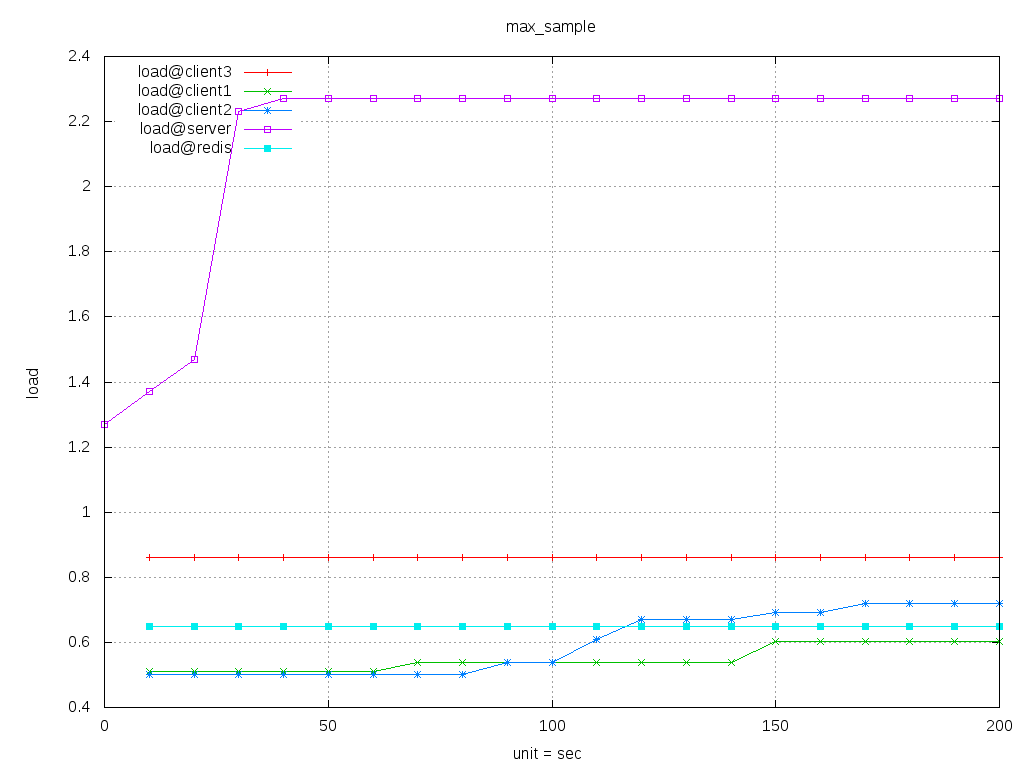 max_sample
2.4
load@client3
load@client1
load@client2
2.2
load@server
load@redis
2
1.8
1.6
1.4
load
1.2
1
0.8
0.6
0.4
0 50 100 150 200
unit = sec